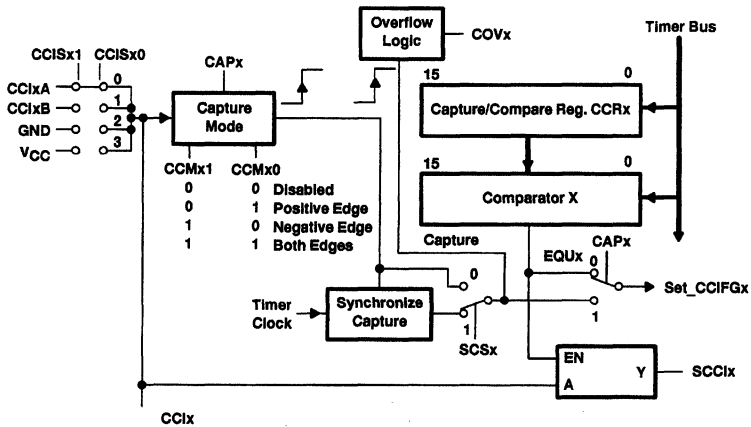 Overflow
Logic
COVx
Timer Bus
CCISx1 CCISx0
CCIxA
0
CCIxB
1
GND
2
VCC
3
CAPx
Capture
Mode
CCMx1 CCMx0
0 0 Disabled
0 1 Positive Edge
1 0 Negative Edge
1 1 Both Edges
15 0
Capture/Compare Reg. CCRx
15 0
Comparator X
Capture
EQUx
CAPx
0
1
Set_CCIFGx
Timer
Clock
Synchronize
Capture
0
1
SCSx
EN
A
Y
SCCIx
CCIx